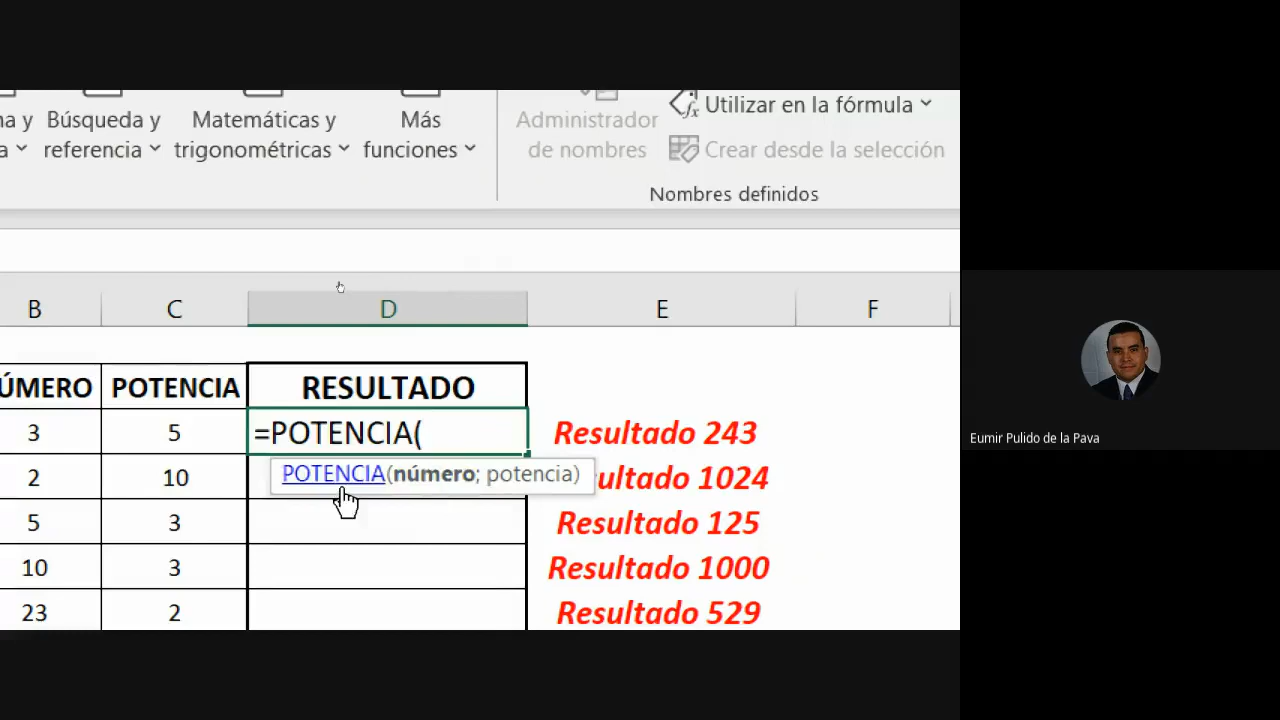 na y
a
Búsqueda y
referencia
Matemáticas y
trigonométricas
Más
funciones
Administrador
de nombres
Utilizar en la fórmula
Crear desde la selección
Nombres definidos
B C D E F
ÚMERO POTENCIA RESULTADO
3 5 =POTENCIA( Resultado 243
POTENCIA(número; potencia)
2 10 sultado 1024
5 3 Resultado 125
10 3 Resultado 1000
23 2 Resultado 529
Eumir Pulido de la Pava